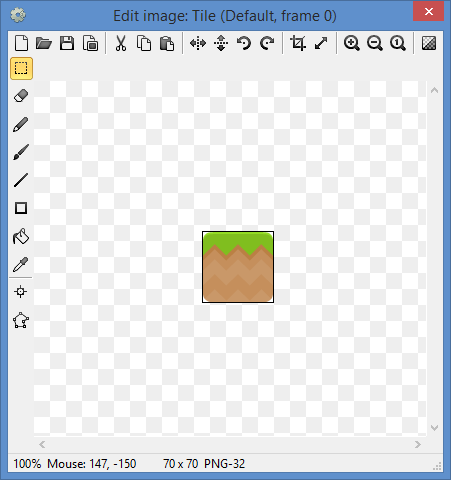 Edit image: Tile (Default, frame 0)
100% Mouse: 147, -150 70 x 70 PNG-32